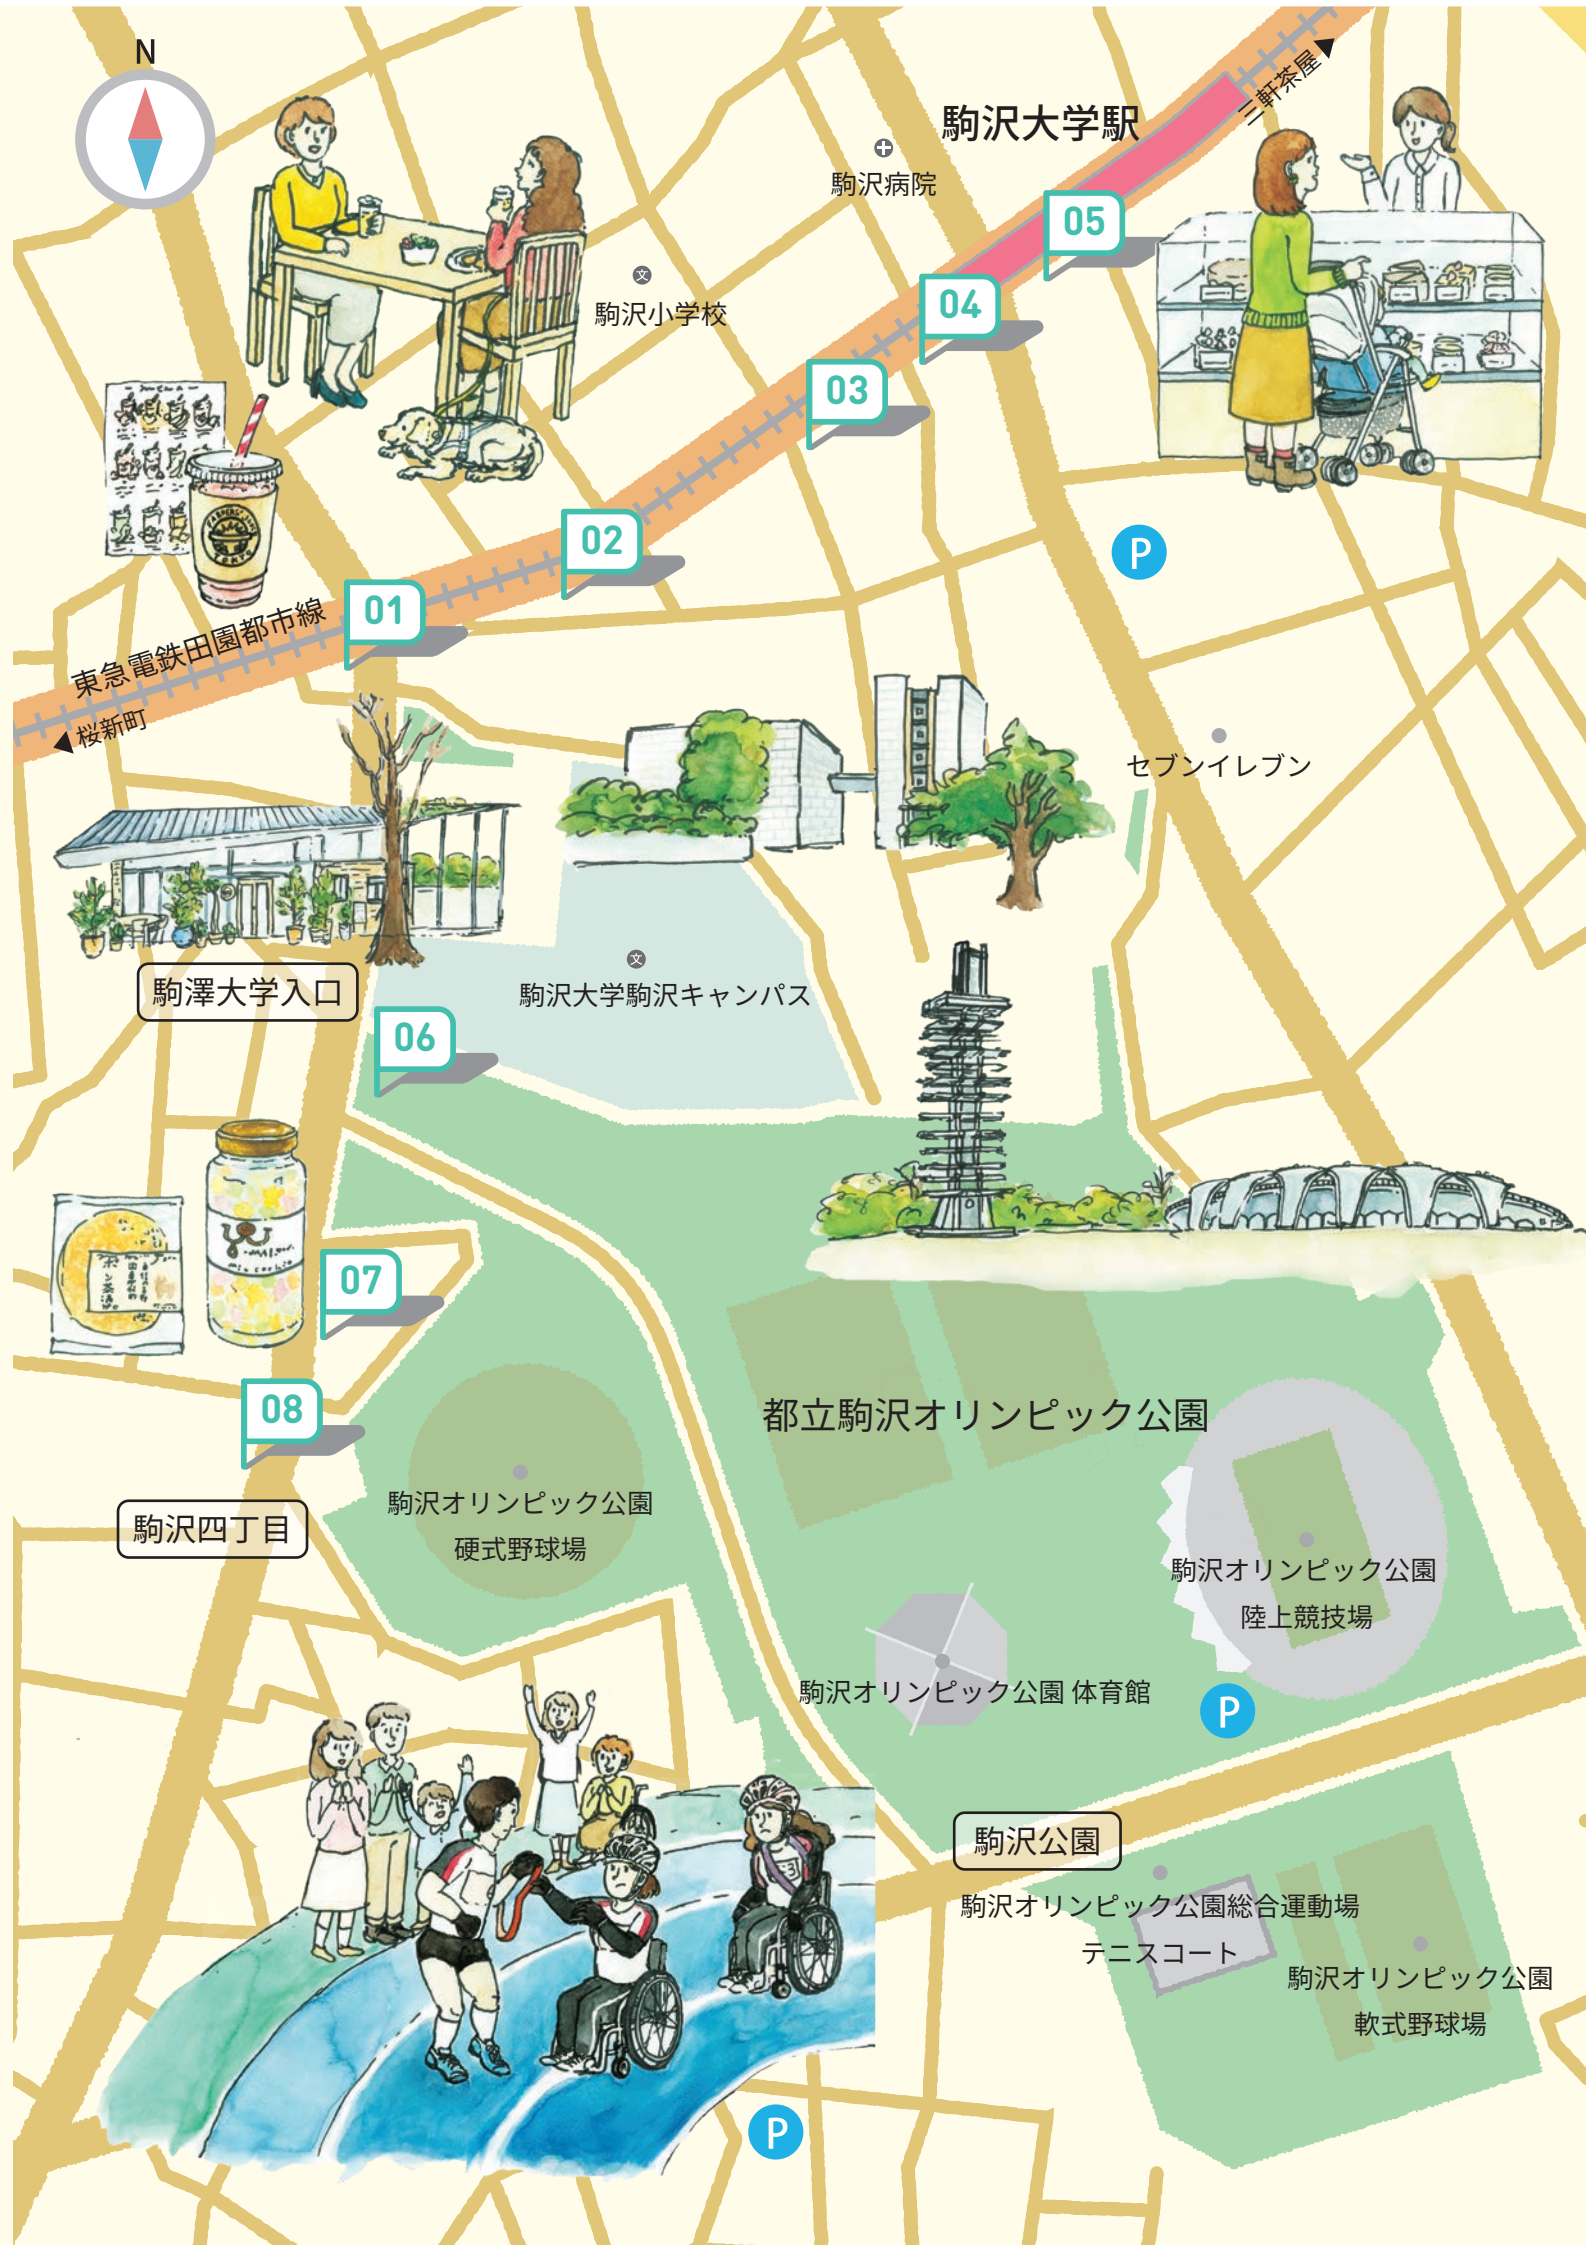 N
三軒茶屋
駒沢大学駅
駒沢病院
05
04
駒沢小学校
03
02
01
東急電鉄田園都市線
桜新町
P
セブンイレブン
駒澤大学入口
駒沢大学駒沢キャンパス
06
07
08
都立駒沢オリンピック公園
駒沢オリンピック公園
硬式野球場
駒沢四丁目
駒沢オリンピック公園
陸上競技場
駒沢オリンピック公園 体育館
P
駒沢公園
駒沢オリンピック公園総合運動場
テニスコート
駒沢オリンピック公園
軟式野球場
P